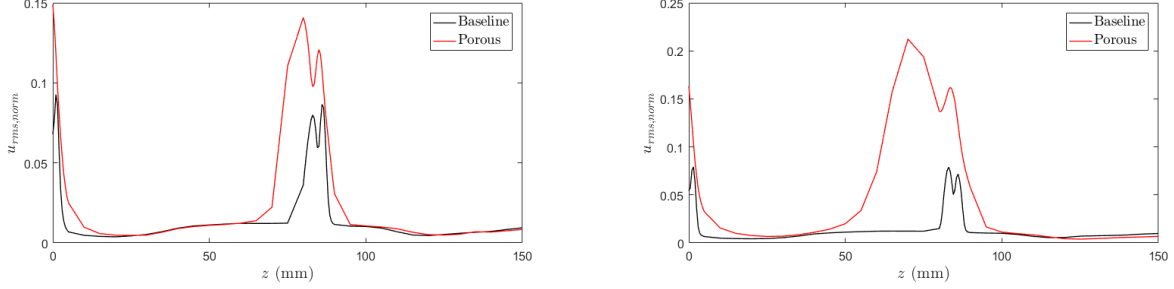 0.15
0.1
0.05
0
0
50
100
150
u_{rms,norm}
z (mm)
Baseline
Porous
0.25
0.2
0.15
0.1
0.05
0
0
50
100
150
u_{rms,norm}
z (mm)
Baseline
Porous